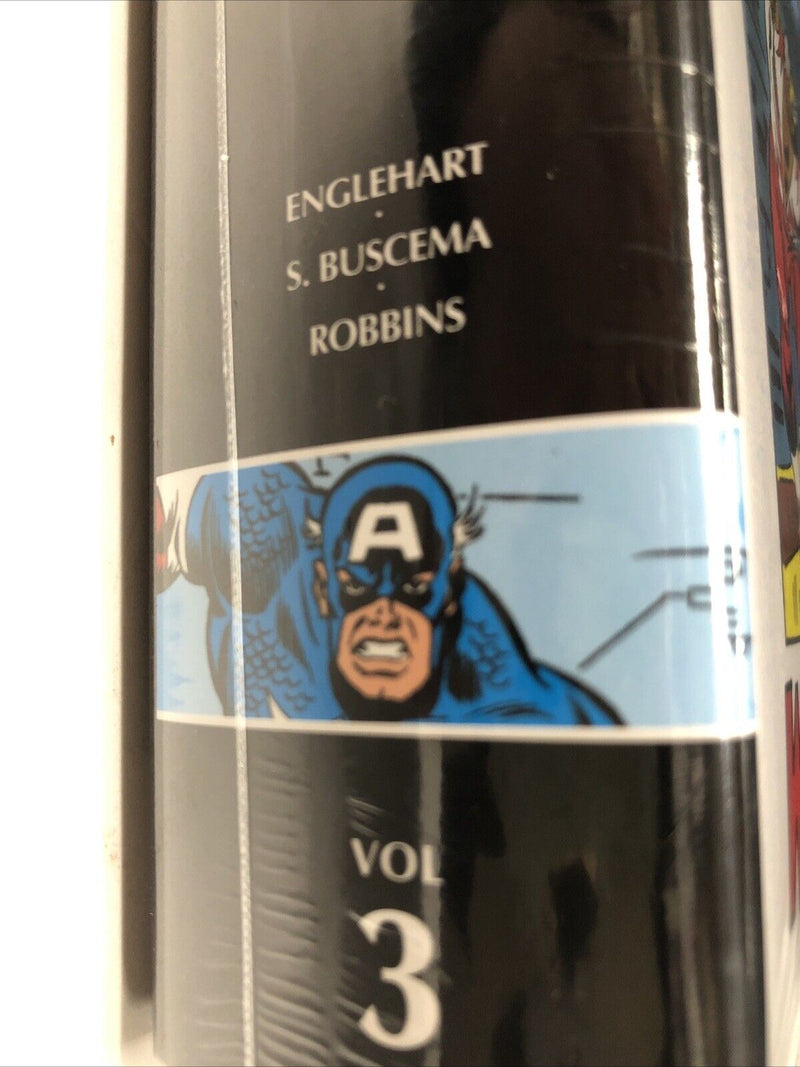 ENGLEHART
S. BUSCEMA
ROBBINS
A
VOL
3